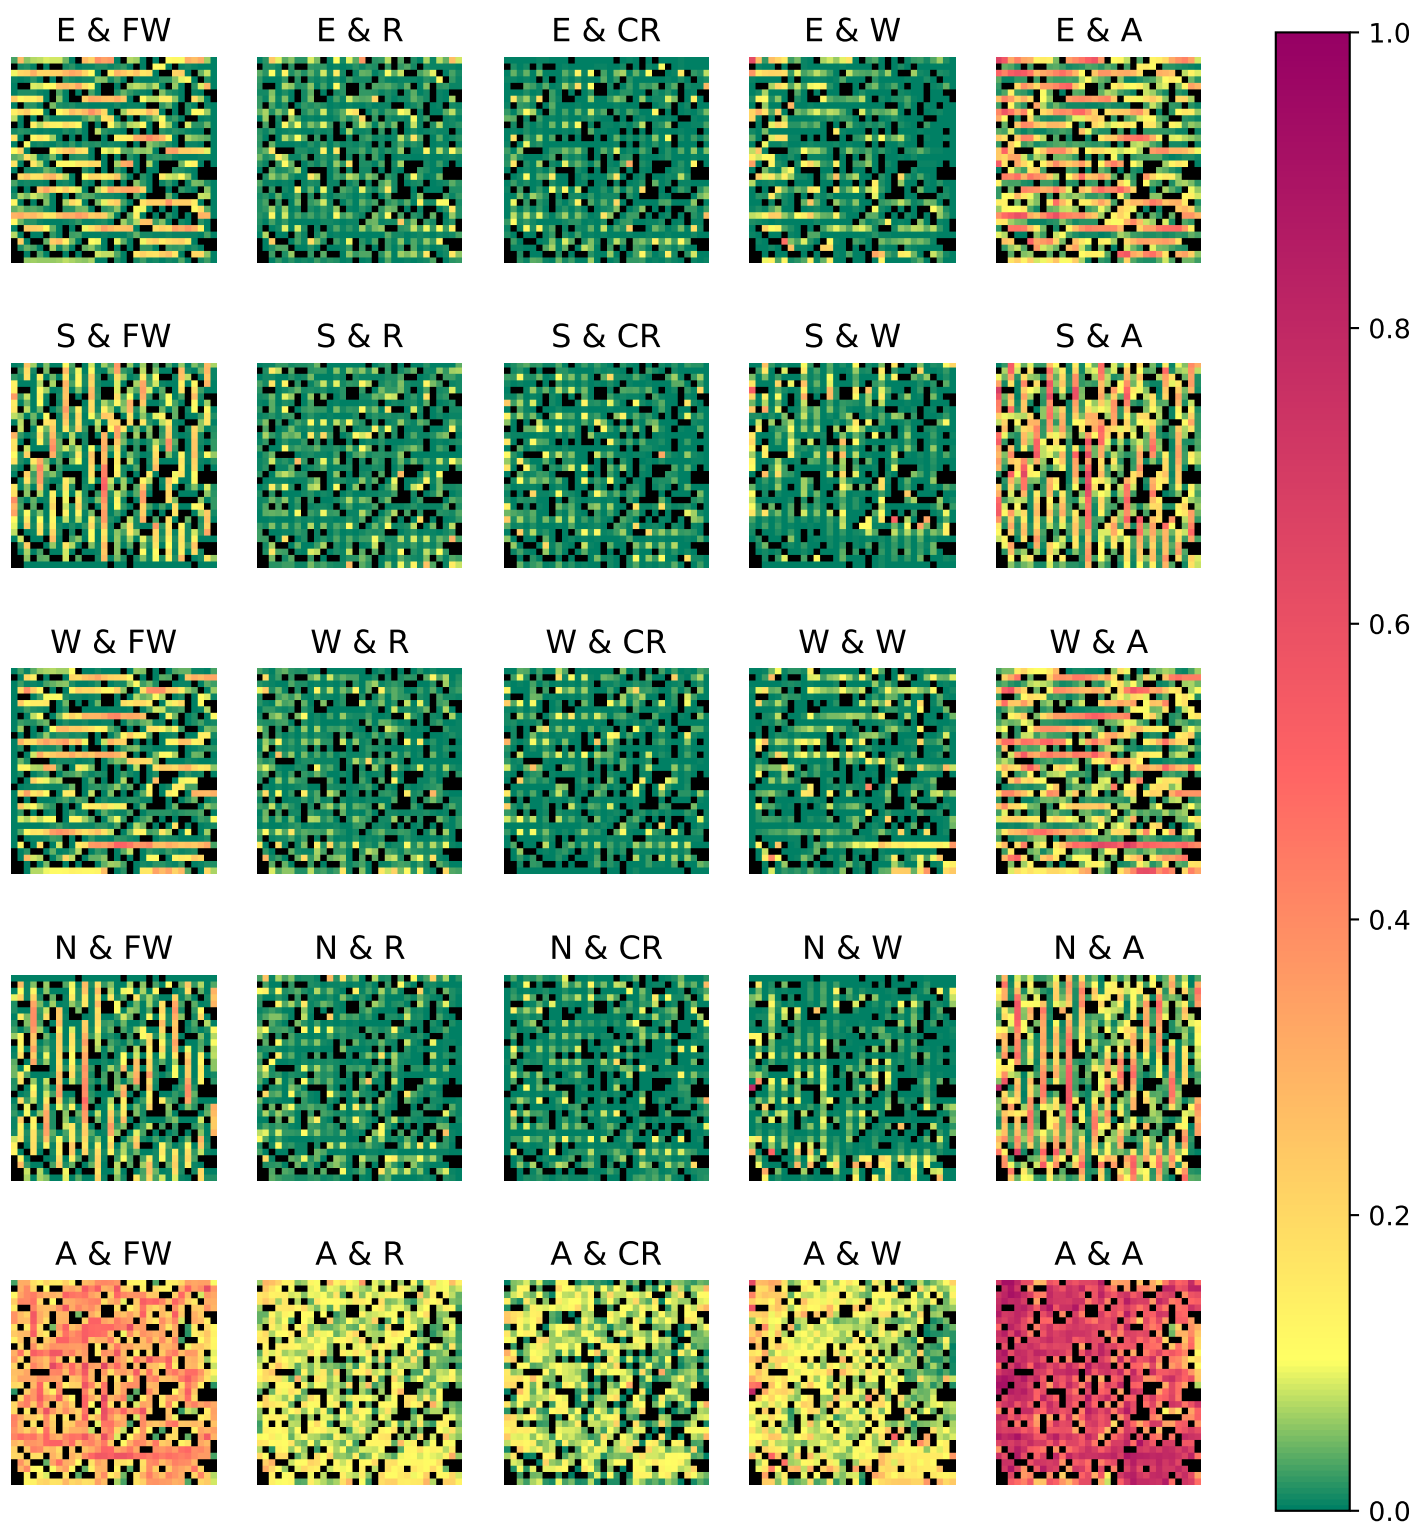 E & FW E & R E & CR E & W E & A
S & FW S & R S & CR S & W S & A
W & FW W & R W & CR W & W W & A
N & FW N & R N & CR N & W N & A
A & FW A & R A & CR A & W A & A
1.0
0.8
0.6
0.4
0.2
0.0